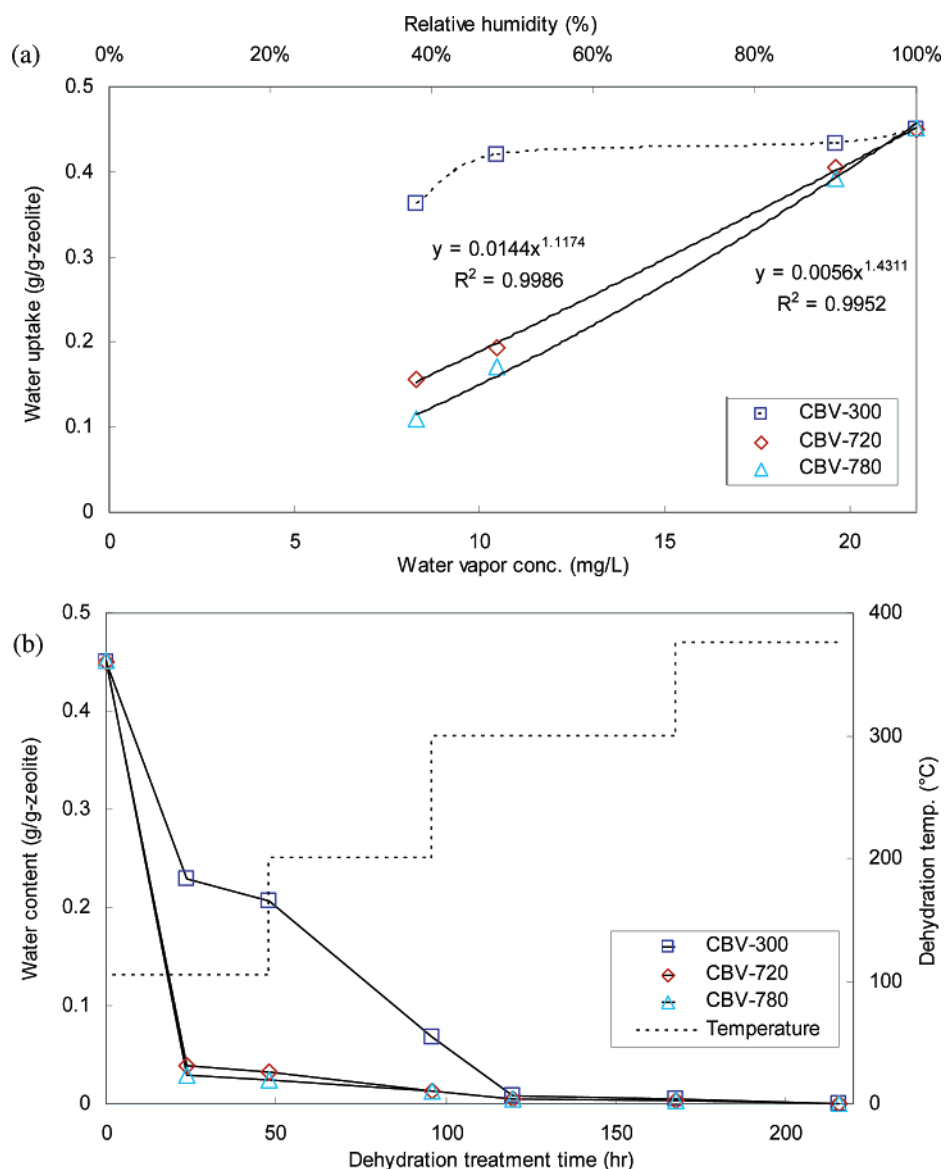 Relative humidity (%)
(a)
0% 20% 40% 60% 80% 100%
0.5
0.4
0.3
0.2
0.1
0
Water uptake (g/g-zeolite)
y = 0.0144x^1.1174
R² = 0.9986
y = 0.0056x^1.4311
R² = 0.9952
CBV-300
CBV-720
CBV-780
0 5 10 15 20
Water vapor conc. (mg/L)
(b)
0.5
0.4
0.3
0.2
0.1
0
Water content (g/g-zeolite)
400
300
200
100
0
Dehydration temp. (°C)
CBV-300
CBV-720
CBV-780
Temperature
0 50 100 150 200
Dehydration treatment time (hr)